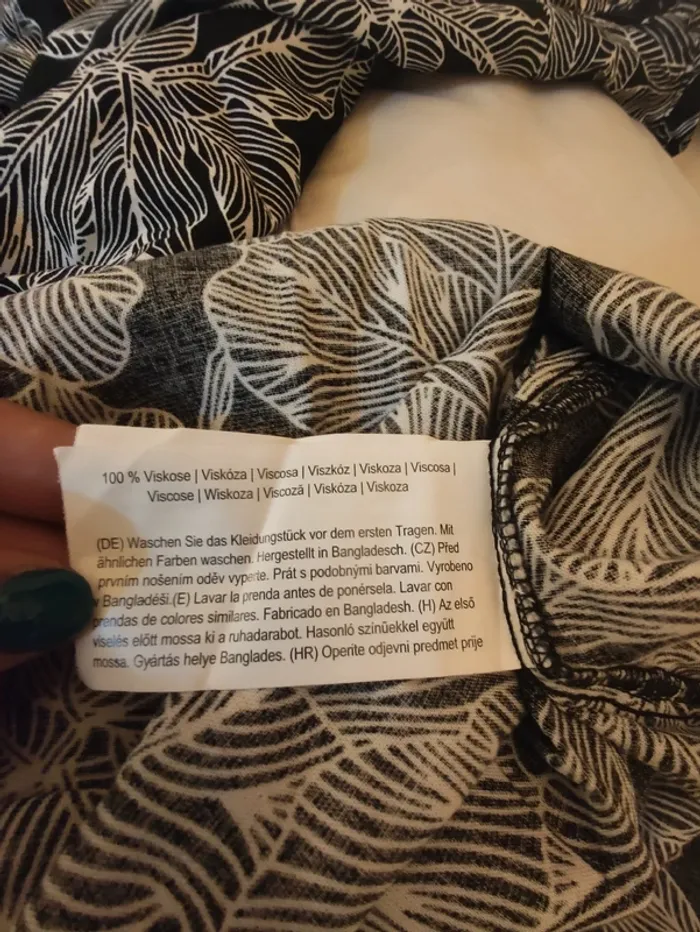 100 % Viskose | Viskóza | Viscosa | Viszkóz | Viskoza | Viscosa |
Viscose | Wiskoza | Viscoză | Viskóza | Viskoza
(DE) Waschen Sie das Kleidungstück vor dem ersten Tragen. Mit
ähnlichen Farben waschen. Hergestellt in Bangladesch. (CZ) Před
prvním nošením oděv vyperte. Prát s podobnými barvami. Vyrobeno
v Bangladéši.(E) Lavar la prenda antes de ponérsela. Lavar con
prendas de colores similares. Fabricado en Bangladesh. (H) Az első
viselés előtt mossa ki a ruhadarabot. Hasonló színűekkel együtt
mossa. Gyártás helye Banglades. (HR) Operite odjevni predmet prije